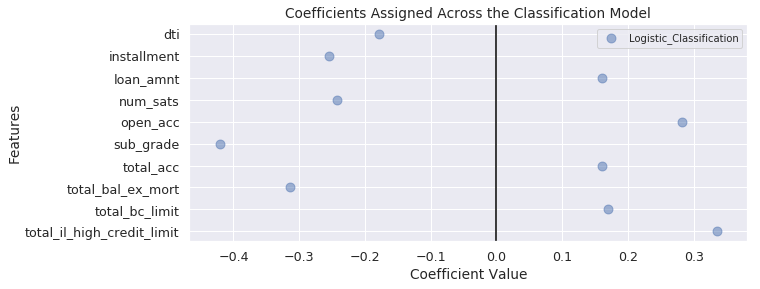 Coefficients Assigned Across the Classification Model
Logistic_Classification
Features
dti
installment
loan_amnt
num_sats
open_acc
sub_grade
total_acc
total_bal_ex_mort
total_bc_limit
total_il_high_credit_limit
−0.4 −0.3 −0.2 −0.1 0.0 0.1 0.2 0.3
Coefficient Value